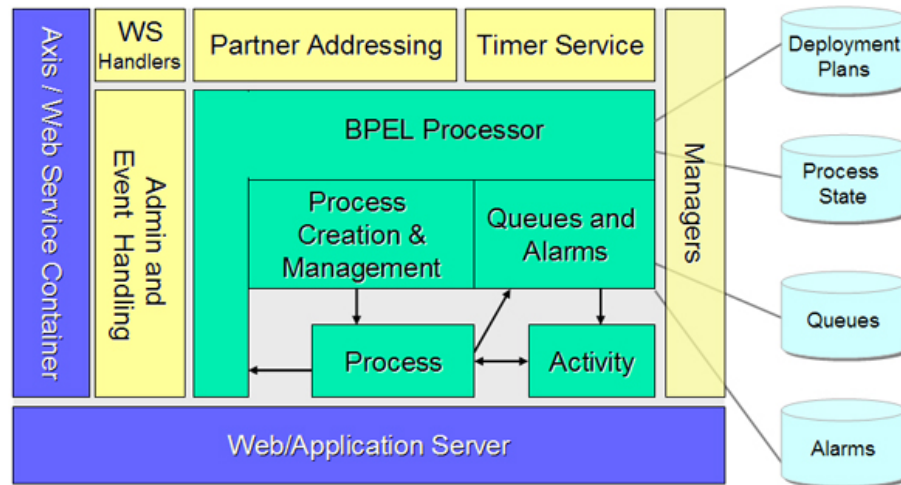 Axis / Web Service Container
WS
Handlers
Partner Addressing
Timer Service
Admin and
Event Handling
BPEL Processor
Process
Creation &
Management
Queues and
Alarms
Process
Activity
Managers
Web/Application Server
Deployment
Plans
Process
State
Queues
Alarms